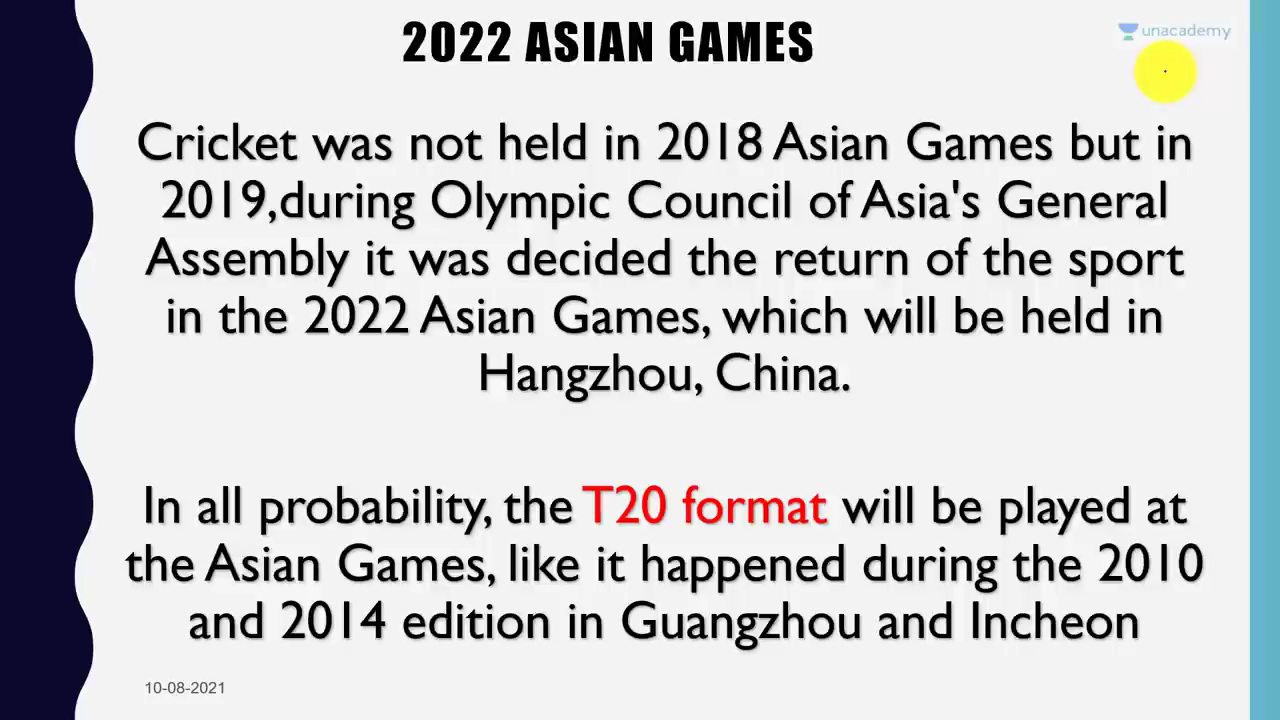 2022 ASIAN GAMES
unacademy
Cricket was not held in 2018 Asian Games but in
2019,during Olympic Council of Asia's General
Assembly it was decided the return of the sport
in the 2022 Asian Games, which will be held in
Hangzhou, China.
In all probability, the T20 format will be played at
the Asian Games, like it happened during the 2010
and 2014 edition in Guangzhou and Incheon
10-08-2021